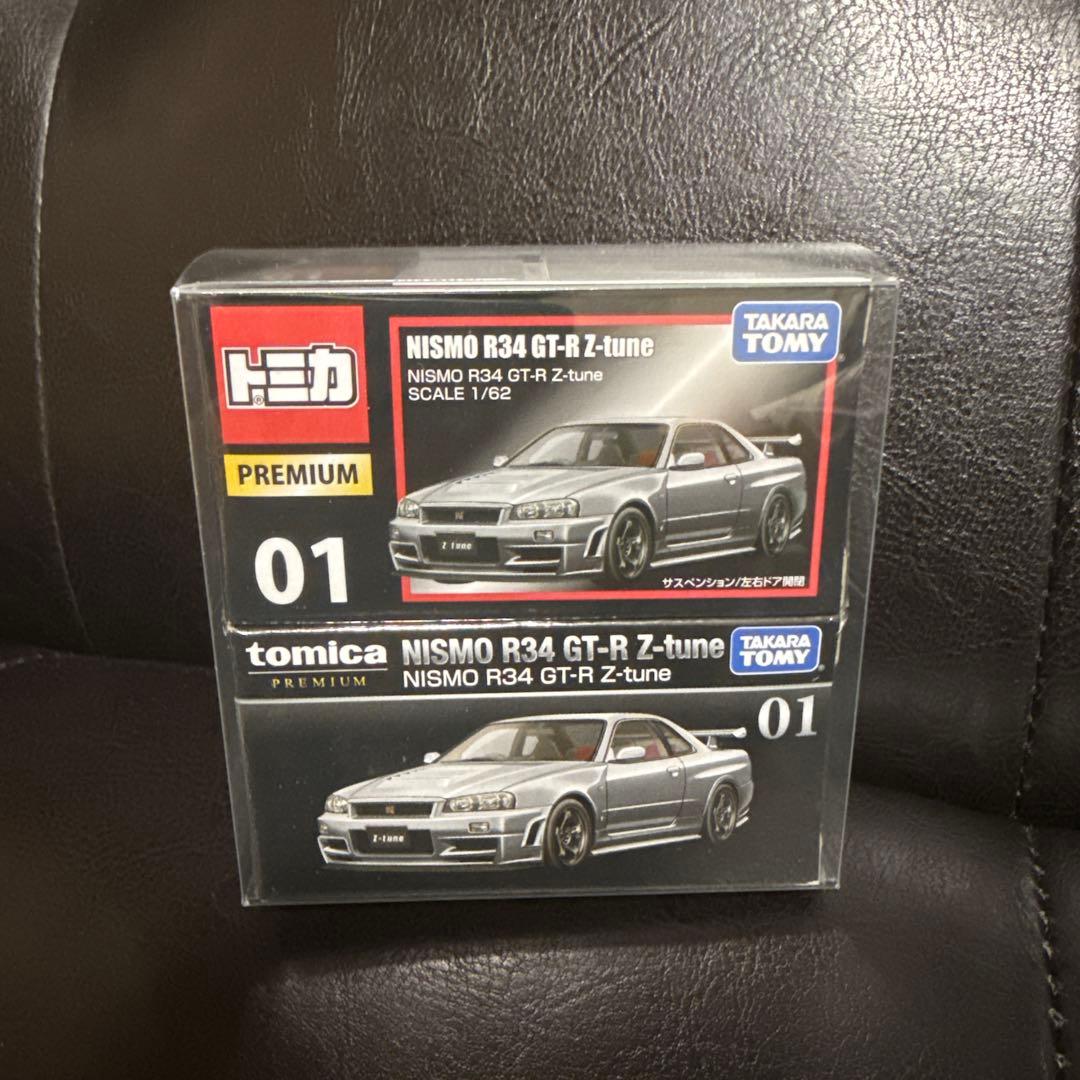 トミカ
PREMIUM
01
NISMO R34 GT-R Z-tune
NISMO R34 GT-R Z-tune
SCALE 1/62
TAKARA
TOMY
Z tune
サスペンション/左右ドア開閉
tomica
PREMIUM
NISMO R34 GT-R Z-tune
NISMO R34 GT-R Z-tune
TAKARA
TOMY
01
Z-tune